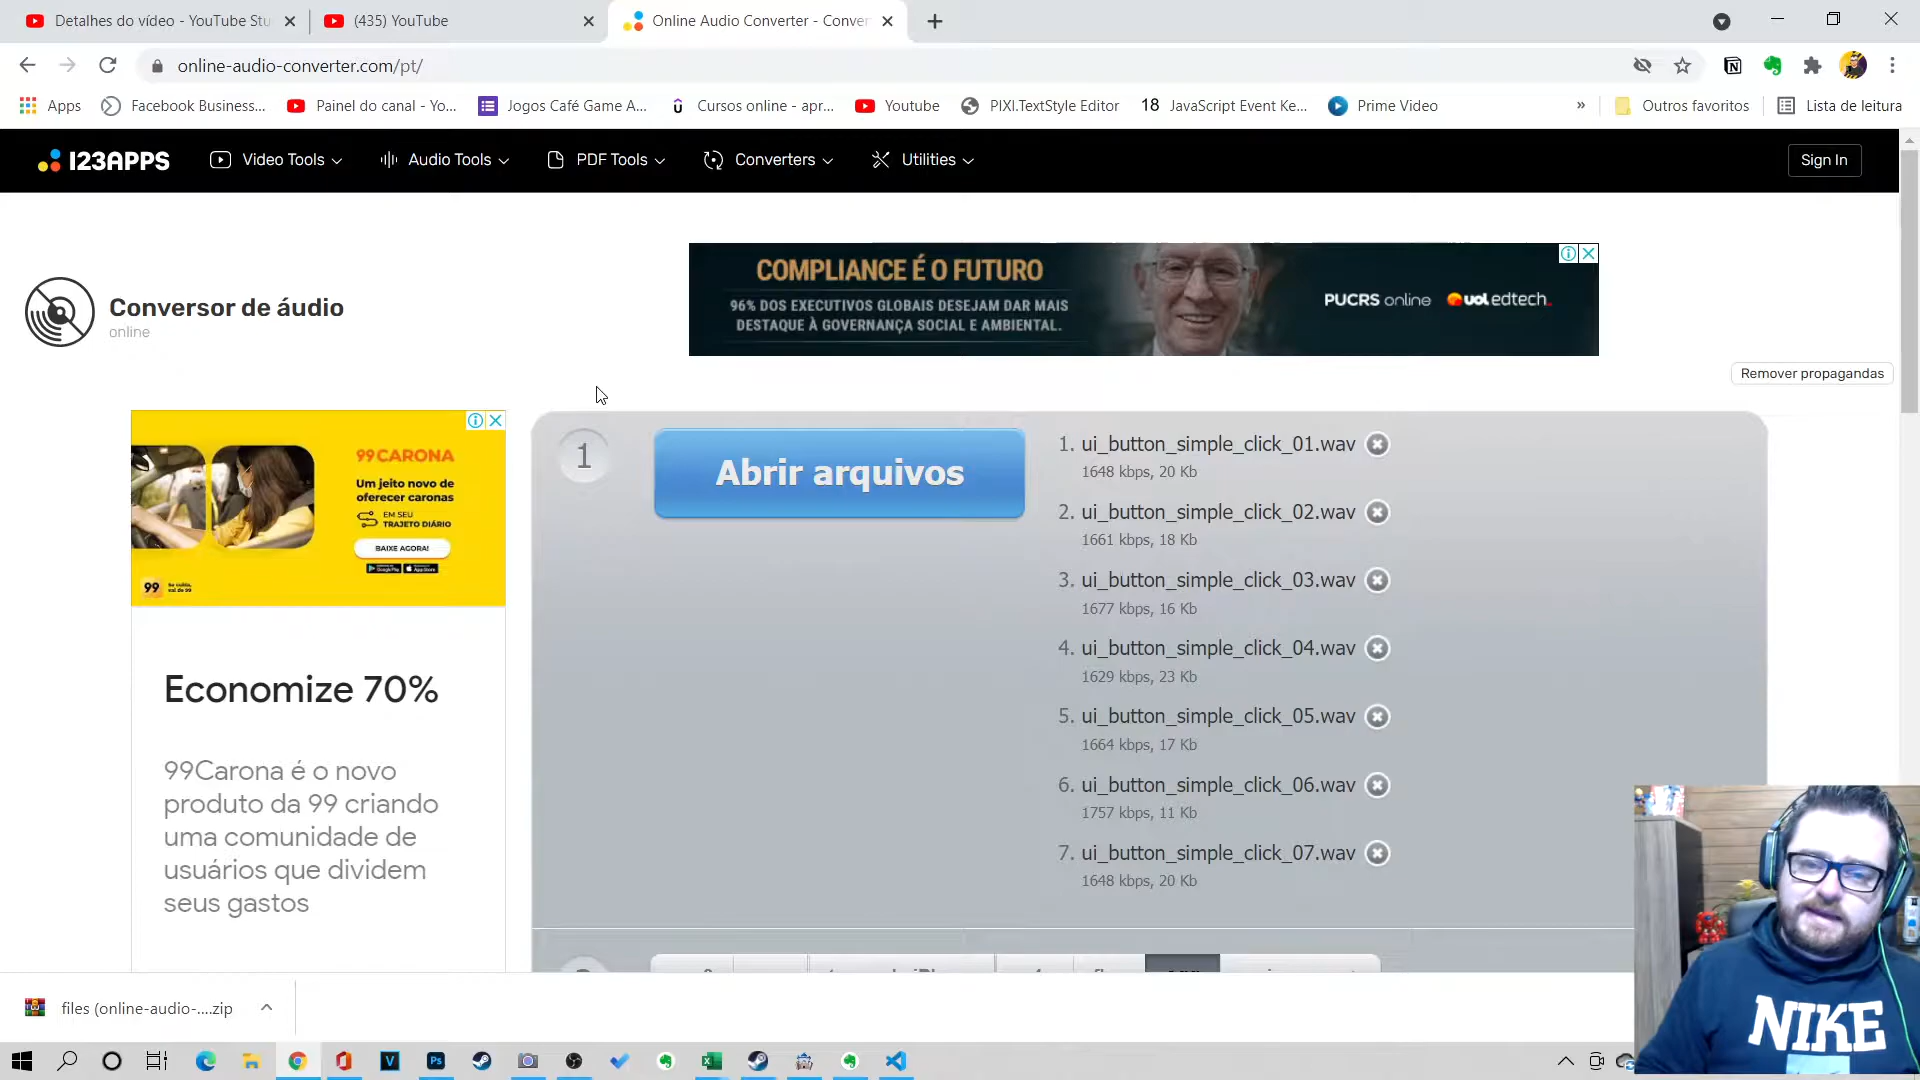 Detalhes do vídeo - YouTube Stu
(435) YouTube
Online Audio Converter - Conver
online-audio-converter.com/pt/
Apps
Facebook Business...
Painel do canal - Yo...
Jogos Café Game A...
Cursos online - apr...
Youtube
PIXI.TextStyle Editor
18 JavaScript Event Ke...
Prime Video
»
Outros favoritos
Lista de leitura
123APPS
Video Tools
Audio Tools
PDF Tools
Converters
Utilities
Sign In
Conversor de áudio
online
COMPLIANCE É O FUTURO
96% DOS EXECUTIVOS GLOBAIS DESEJAM DAR MAIS
DESTAQUE À GOVERNANÇA SOCIAL E AMBIENTAL.
PUCRS online
uol edtech.
Remover propagandas
99CARONA
Um jeito novo de
oferecer caronas
EM SEU
TRAJETO DIÁRIO
BAIXE AGORA!
Google Play
App Store
99
Economize 70%
99Carona é o novo
produto da 99 criando
uma comunidade de
usuários que dividem
seus gastos
1
Abrir arquivos
1. ui_button_simple_click_01.wav
1648 kbps, 20 Kb
2. ui_button_simple_click_02.wav
1661 kbps, 18 Kb
3. ui_button_simple_click_03.wav
1677 kbps, 16 Kb
4. ui_button_simple_click_04.wav
1629 kbps, 23 Kb
5. ui_button_simple_click_05.wav
1664 kbps, 17 Kb
6. ui_button_simple_click_06.wav
1757 kbps, 11 Kb
7. ui_button_simple_click_07.wav
1648 kbps, 20 Kb
files (online-audio-....zip
NIKE